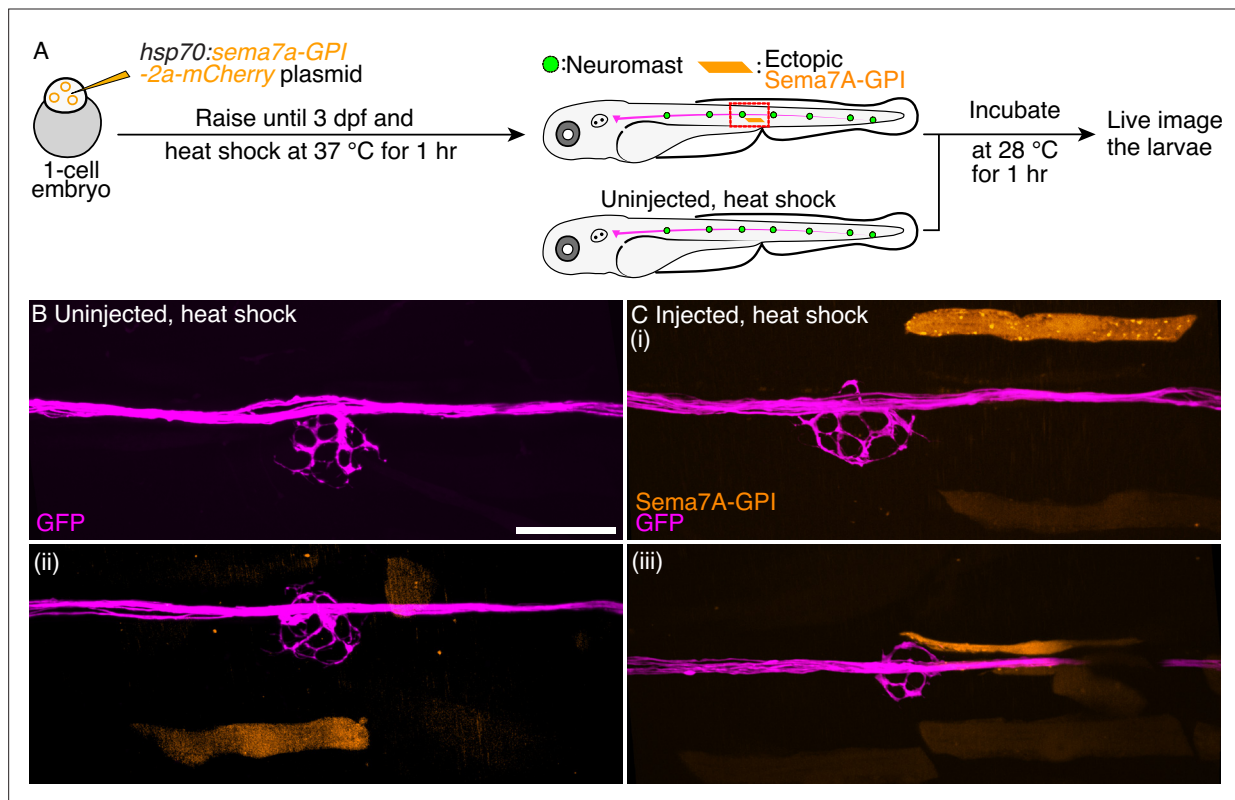 A
hsp70:sema7a-GPI
-2a-mCherry plasmid
1-cell
embryo
Raise until 3 dpf and
heat shock at 37 °C for 1 hr
:Neuromast
:Ectopic
Sema7A-GPI
Uninjected, heat shock
Incubate
at 28 °C
for 1 hr
Live image
the larvae
B Uninjected, heat shock
GFP
C Injected, heat shock
(i)
Sema7A-GPI
GFP
(ii)
(iii)